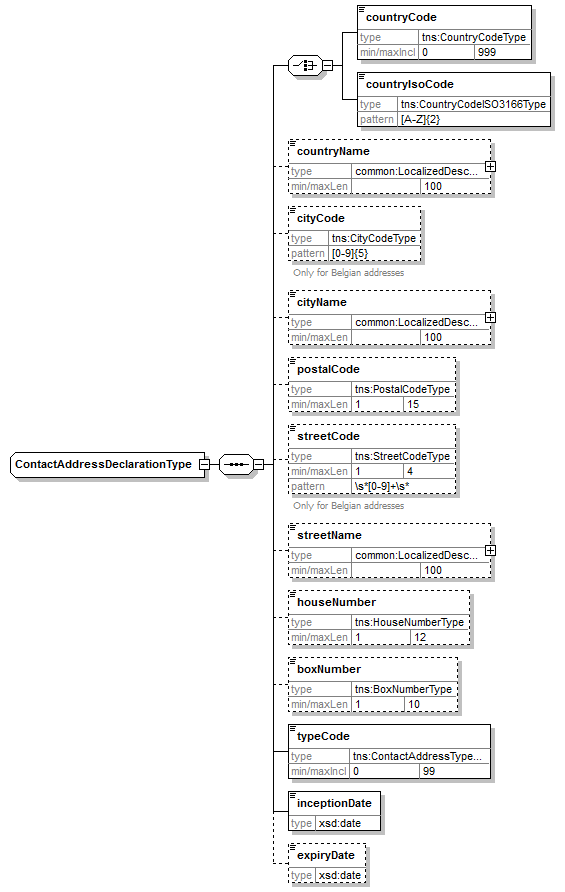 countryCode
type tns:CountryCodeType
min/maxIncl 0 999
countryIsoCode
type tns:CountryCodeISO3166Type
pattern [A-Z]{2}
countryName
type common:LocalizedDesc...
min/maxLen 100
cityCode
type tns:CityCodeType
pattern [0-9]{5}
Only for Belgian addresses
cityName
type common:LocalizedDesc...
min/maxLen 100
postalCode
type tns:PostalCodeType
min/maxLen 1 15
streetCode
type tns:StreetCodeType
min/maxLen 1 4
pattern \s*[0-9]+\s*
Only for Belgian addresses
ContactAddressDeclarationType
streetName
type common:LocalizedDesc...
min/maxLen 100
houseNumber
type tns:HouseNumberType
min/maxLen 1 12
boxNumber
type tns:BoxNumberType
min/maxLen 1 10
typeCode
type tns:ContactAddressType...
min/maxIncl 0 99
inceptionDate
type xsd:date
expiryDate
type xsd:date